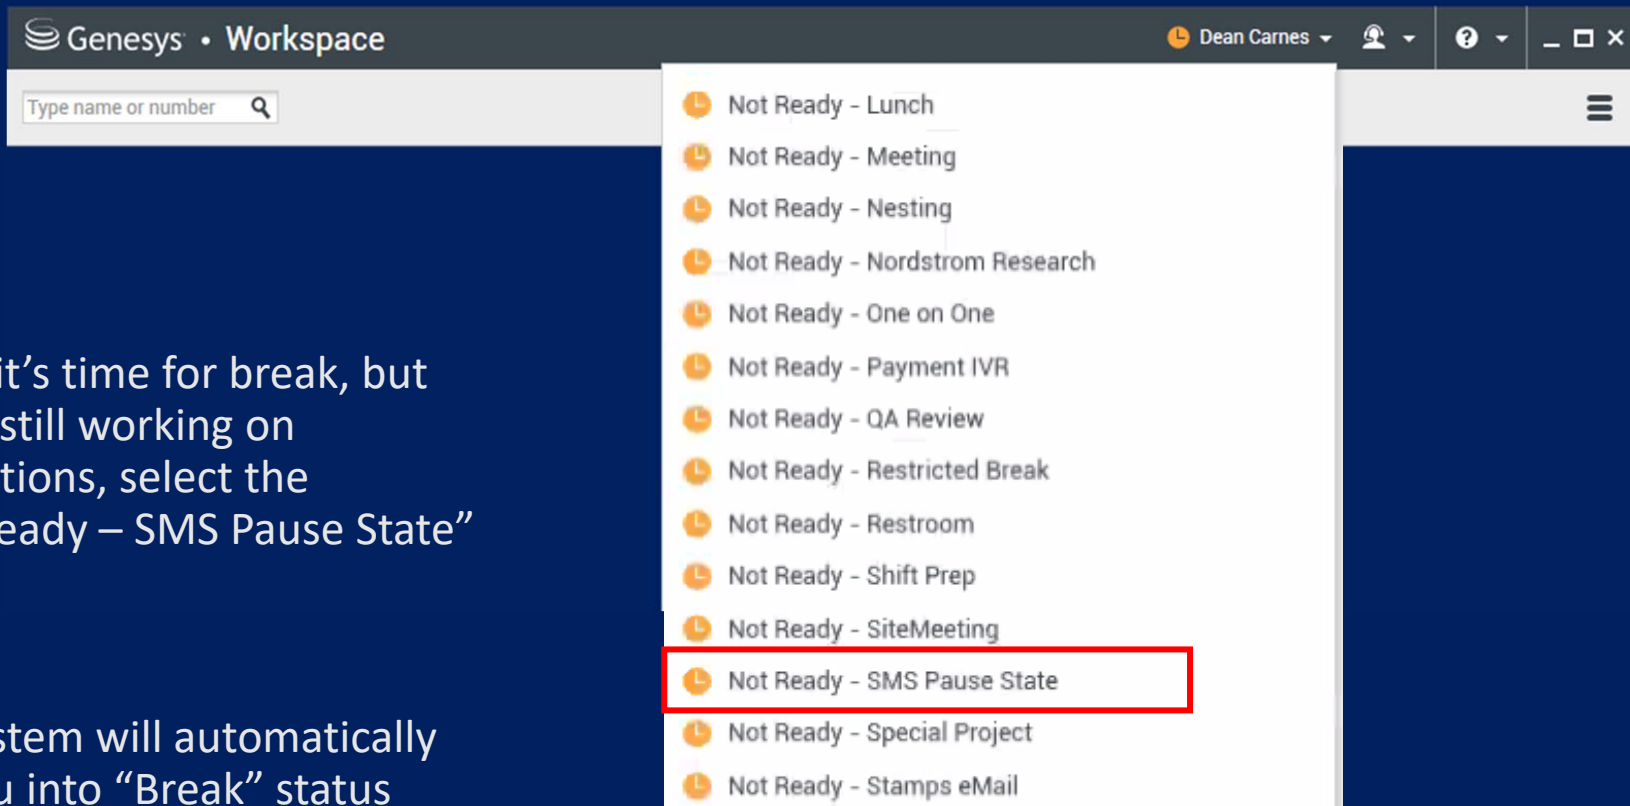 Genesys • Workspace
Dean Carnes
Type name or number
Not Ready - Lunch
Not Ready - Meeting
Not Ready - Nesting
Not Ready - Nordstrom Research
Not Ready - One on One
Not Ready - Payment IVR
Not Ready - QA Review
Not Ready - Restricted Break
Not Ready - Restroom
Not Ready - Shift Prep
Not Ready - SiteMeeting
Not Ready - SMS Pause State
Not Ready - Special Project
Not Ready - Stamps eMail
it’s time for break, but
still working on
tions, select the
eady – SMS Pause State”
stem will automatically
u into “Break” status